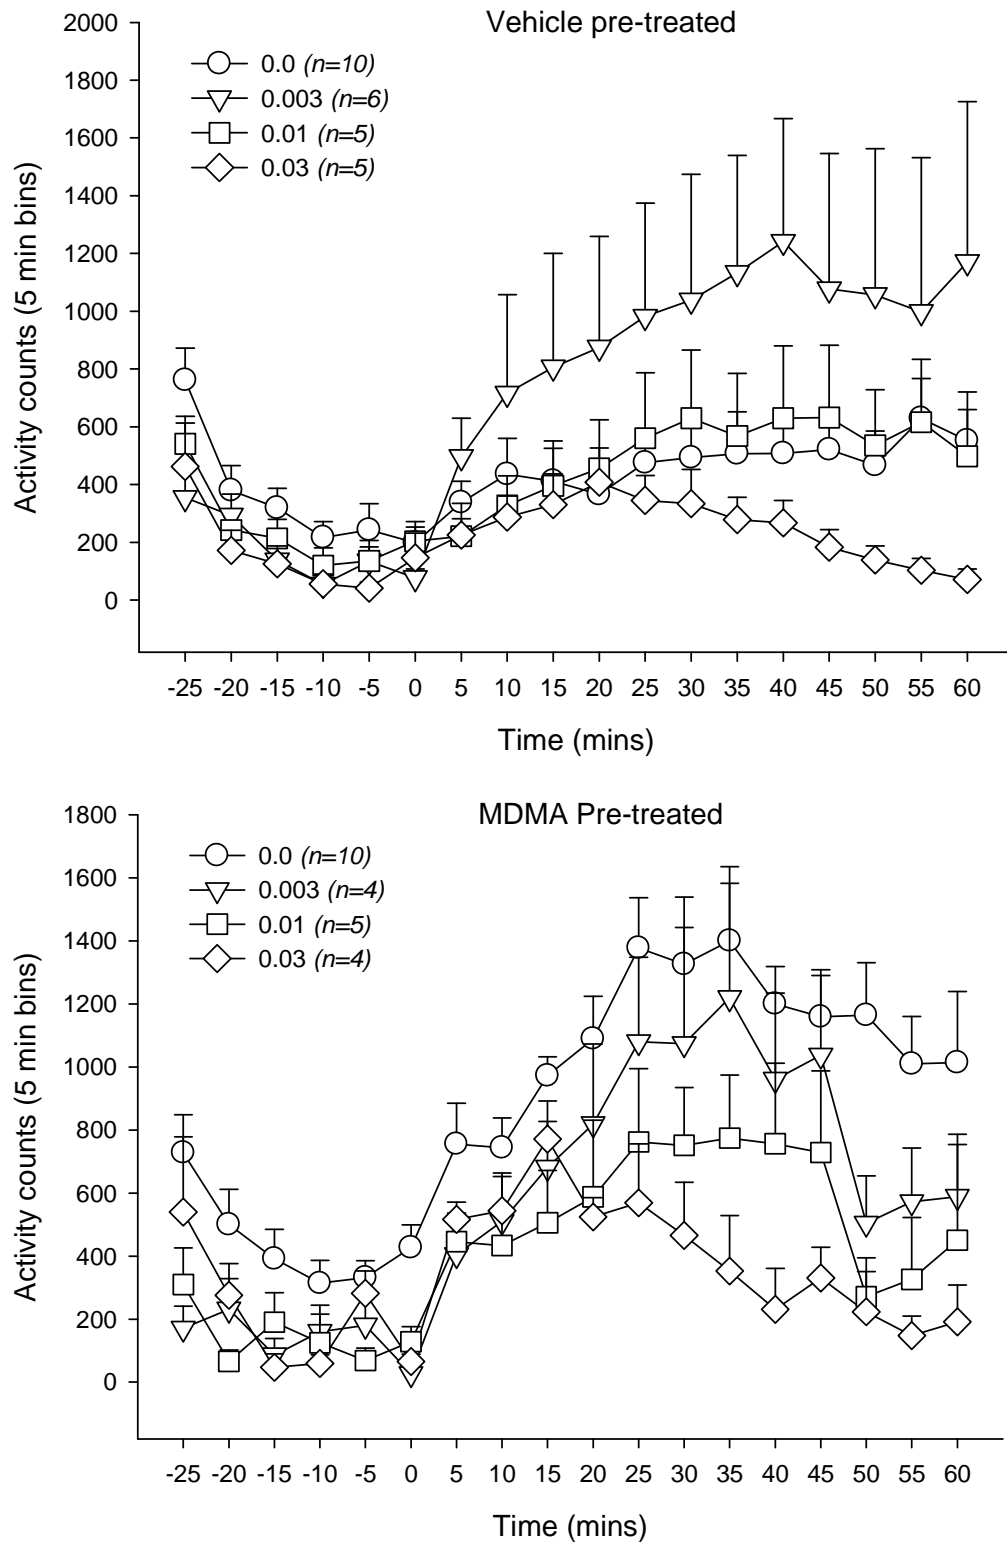 Vehicle pre-treated
2000
1800
1600
1400
1200
1000
800
600
400
200
0
Activity counts (5 min bins)
0.0 (n=10)
0.003 (n=6)
0.01 (n=5)
0.03 (n=5)
-25 -20 -15 -10 -5 0 5 10 15 20 25 30 35 40 45 50 55 60
Time (mins)
MDMA Pre-treated
1800
1600
1400
1200
1000
800
600
400
200
0
Activity counts (5 min bins)
0.0 (n=10)
0.003 (n=4)
0.01 (n=5)
0.03 (n=4)
-25 -20 -15 -10 -5 0 5 10 15 20 25 30 35 40 45 50 55 60
Time (mins)